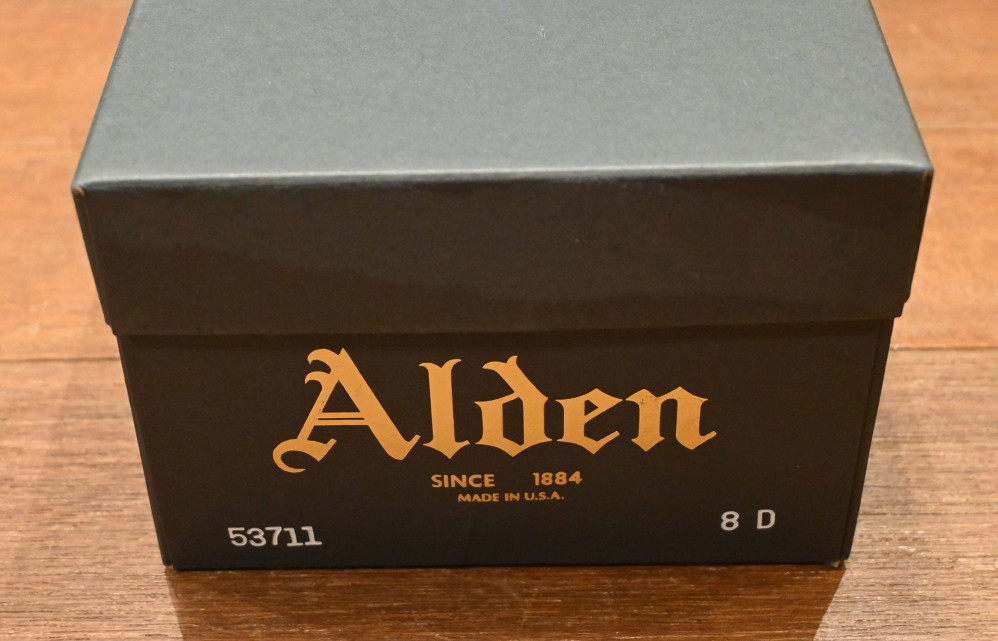 Alden
SINCE 1884
MADE IN U.S.A.
53711 8 D